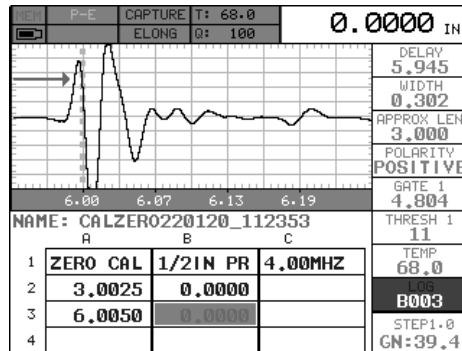 MEM P-E CAPTURE T: 68.0 0.0000 IN
ELONG Q: 100
DELAY
5.945
WIDTH
0.302
APPROX LEN
3.000
POLARITY
POSITIVE
GATE 1
4.804
THRESH 1
11
TEMP
68.0
LOG
B003
STEP1.0
GN:39.4
6.00 6.07 6.13 6.19
NAME: CALZERO220120_112353
A B C
1 ZERO CAL 1/2IN PR 4.00MHZ
2 3.0025 0.0000
3 6.0050 0.0000
4